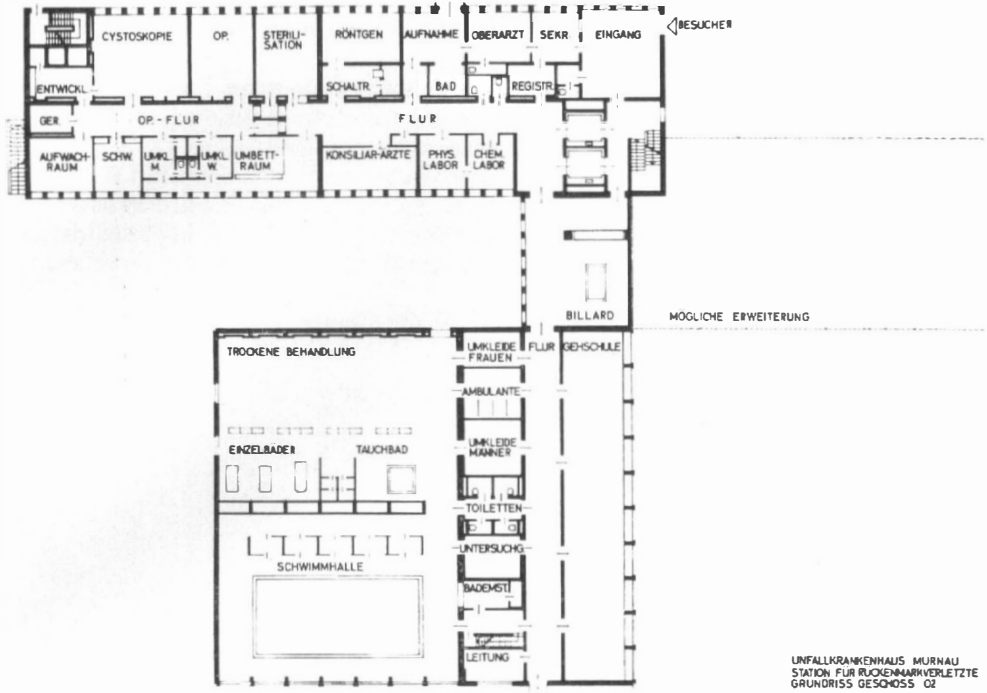 BESUCHER
CYSTOSKOPIE
OP.
STERILI-
SATION
RÖNTGEN
AUFNAHME
OBERARZT
SEKR.
EINGANG
ENTWICKL.
SCHALTR.
BAD
REGISTR.
GER.
OP.-FLUR
FLUR
AUFWACH-
RAUM
SCHW.
UMKL.
M.
UMKL.
W.
UMBETT-
RAUM
KONSILIAR-ÄRZTE
PHYS.
LABOR
CHEM.
LABOR
BILLARD
MÖGLICHE ERWEITERUNG
TROCKENE BEHANDLUNG
UMKLEIDE
FRAUEN
FLUR
GEHSCHULE
AMBULANTE
EINZELBÄDER
TAUCHBAD
UMKLEIDE
MÄNNER
TOILETTEN
UNTERSUCHG.
SCHWIMMHALLE
BADEMST.
LEITUNG
UNFALLKRANKENHAUS MURNAU
STATION FÜR RÜCKENMARKVERLETZTE
GRUNDRISS GESCHOSS 02